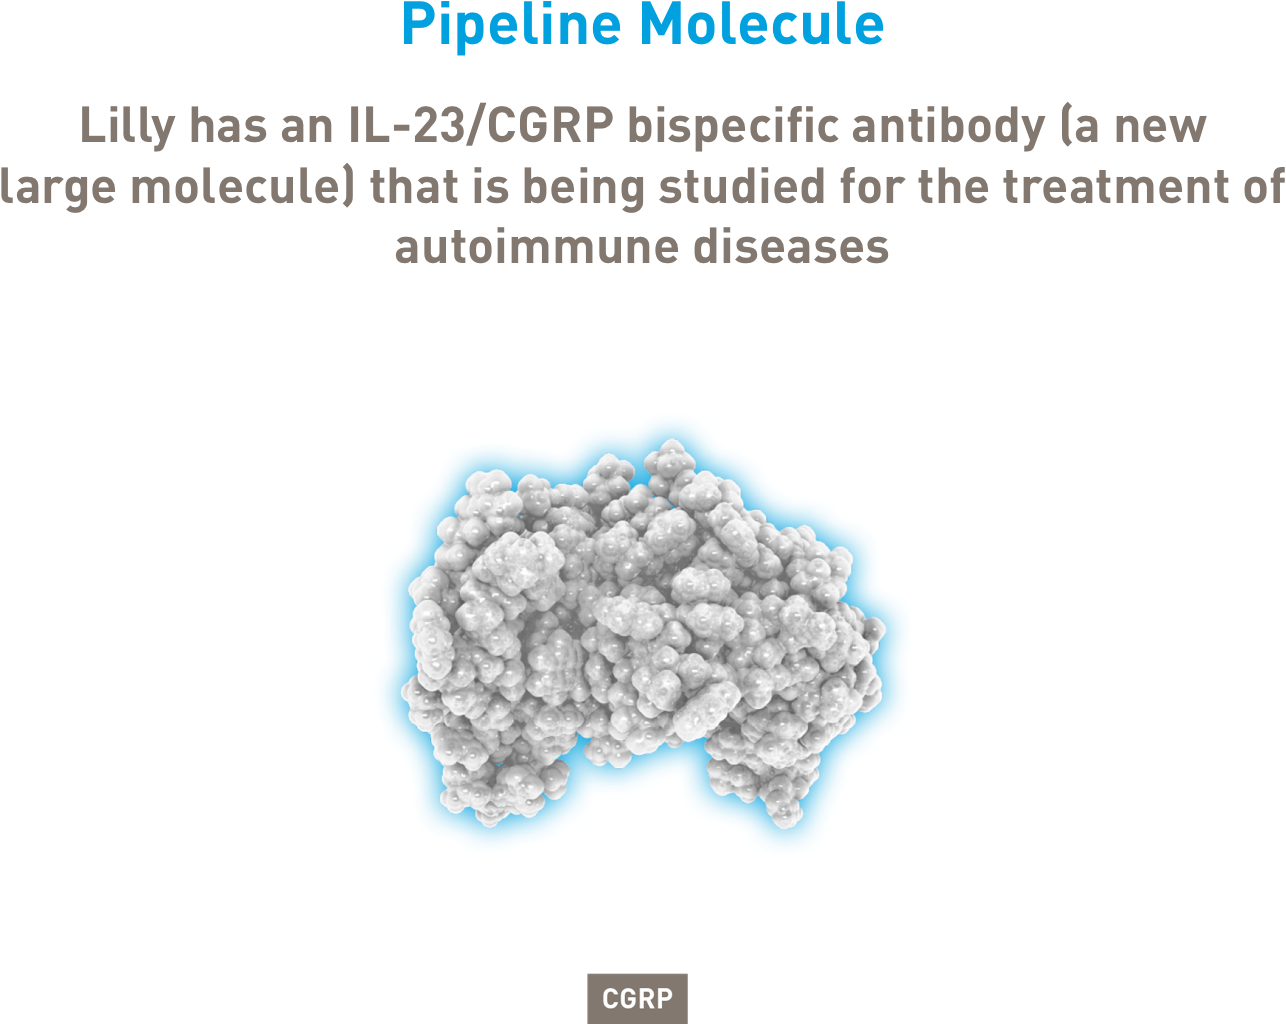 Pipeline Molecule
Lilly has an IL-23/CGRP bispecific antibody (a new
large molecule) that is being studied for the treatment of
autoimmune diseases
CGRP